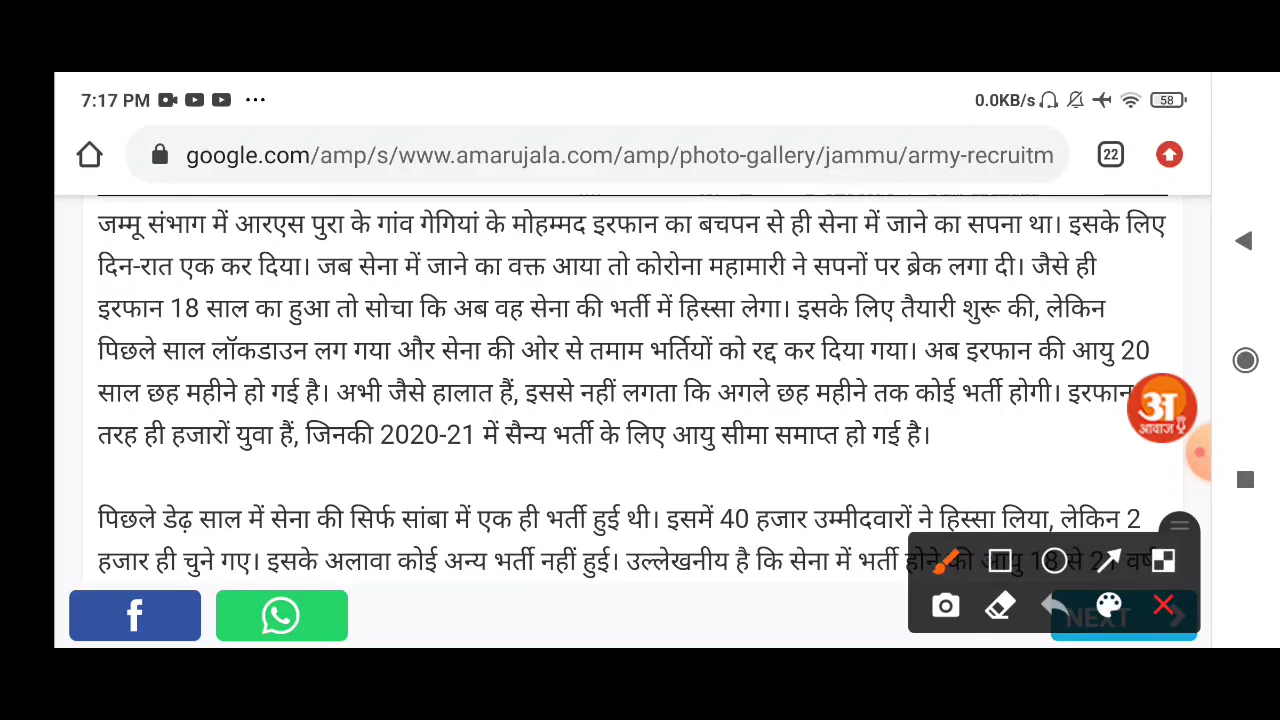 7:17 PM
0.0KB/s
58
google.com/amp/s/www.amarujala.com/amp/photo-gallery/jammu/army-recruitm
22
जम्मू संभाग में आरएस पुरा के गांव गेगियां के मोहम्मद इरफान का बचपन से ही सेना में जाने का सपना था। इसके लिए
दिन-रात एक कर दिया। जब सेना में जाने का वक्त आया तो कोरोना महामारी ने सपनों पर ब्रेक लगा दी। जैसे ही
इरफान 18 साल का हुआ तो सोचा कि अब वह सेना की भर्ती में हिस्सा लेगा। इसके लिए तैयारी शुरू की, लेकिन
पिछले साल लॉकडाउन लग गया और सेना की ओर से तमाम भर्तियों को रद्द कर दिया गया। अब इरफान की आयु 20
साल छह महीने हो गई है। अभी जैसे हालात हैं, इससे नहीं लगता कि अगले छह महीने तक कोई भर्ती होगी। इरफान
तरह ही हजारों युवा हैं, जिनकी 2020-21 में सैन्य भर्ती के लिए आयु सीमा समाप्त हो गई है।
अ
आवाज़
पिछले डेढ़ साल में सेना की सिर्फ सांबा में एक ही भर्ती हुई थी। इसमें 40 हजार उम्मीदवारों ने हिस्सा लिया, लेकिन 2
हजार ही चुने गए। इसके अलावा कोई अन्य भर्ती नहीं हुई। उल्लेखनीय है कि सेना में भर्ती होने की आयु 18 से 21 वर्ष
f
NEXT